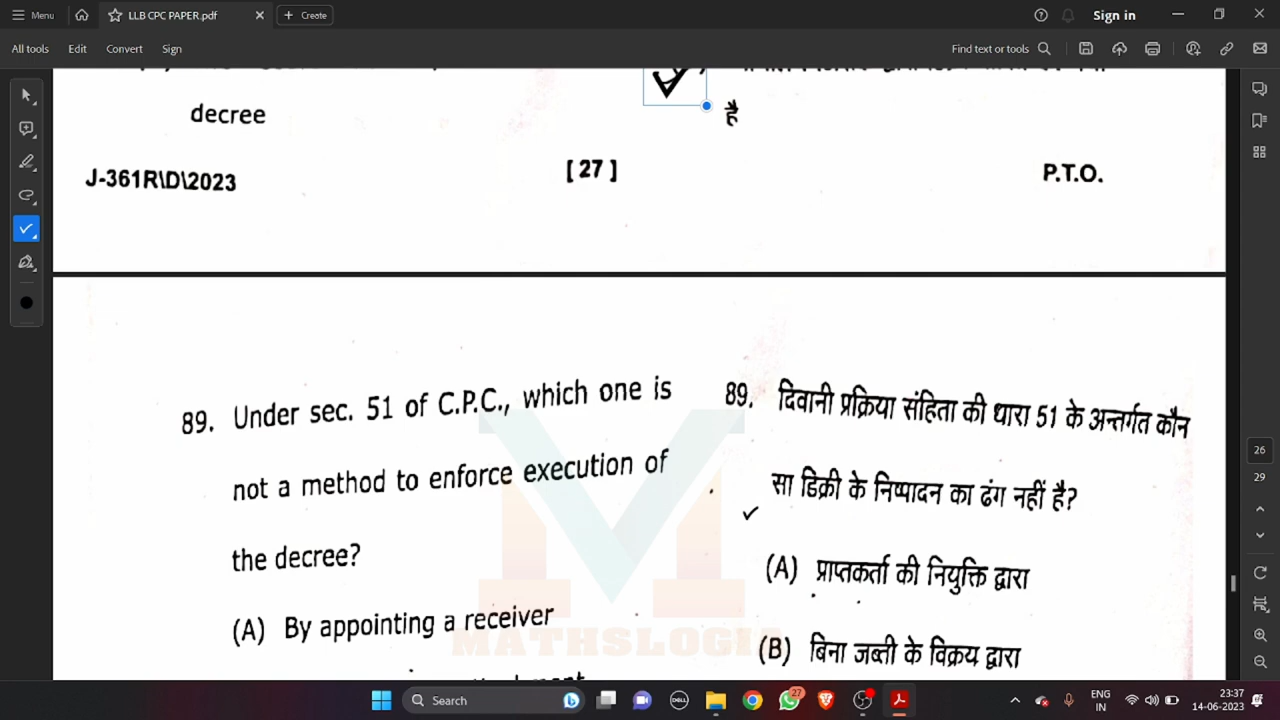 Menu
LLB CPC PAPER.pdf
Create
Sign in
All tools
Edit
Convert
Sign
Find text or tools
decree
है
J-361R\D\2023
[ 27 ]
P.T.O.
89. Under sec. 51 of C.P.C., which one is
not a method to enforce execution of
the decree?
(A) By appointing a receiver
89. दिवानी प्रक्रिया संहिता की धारा 51 के अन्तर्गत कौन
सा डिक्री के निष्पादन का ढंग नहीं है?
(A) प्राप्तकर्ता की नियुक्ति द्वारा
(B) बिना जब्ती के विक्रय द्वारा
MATHSLOGI
26
29
Search
27
DELL
ENG
IN
23:37
14-06-2023